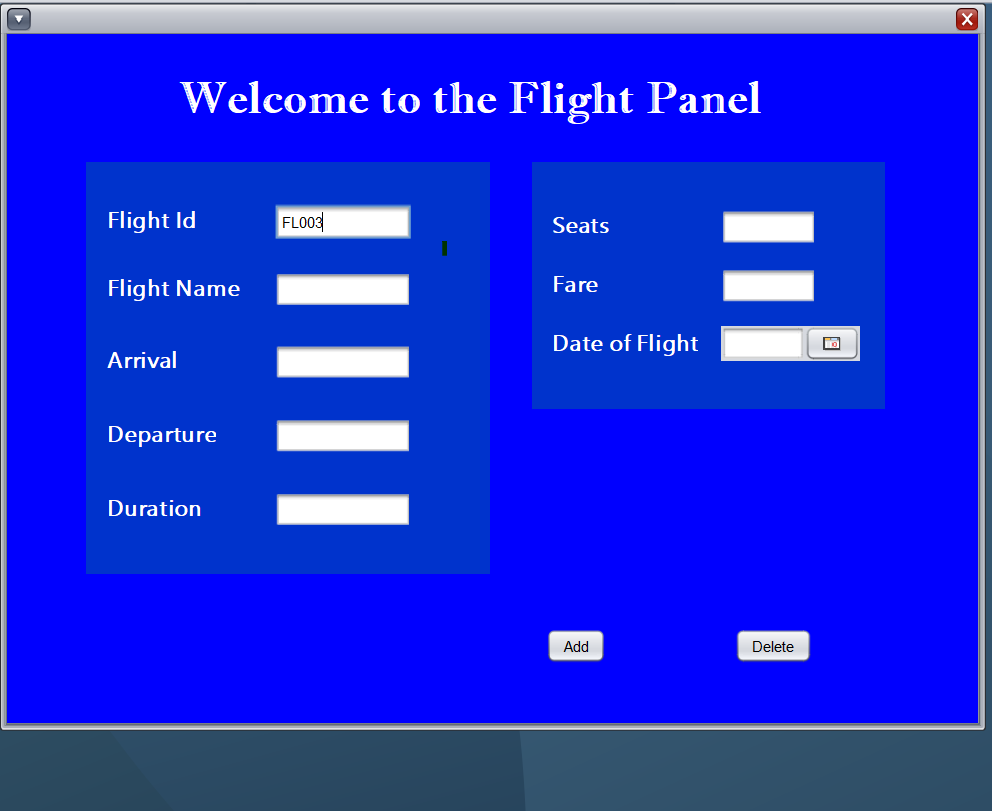 Welcome to the Flight Panel
Flight Id
FL003
Flight Name
Arrival
Departure
Duration
Seats
Fare
Date of Flight
Add
Delete